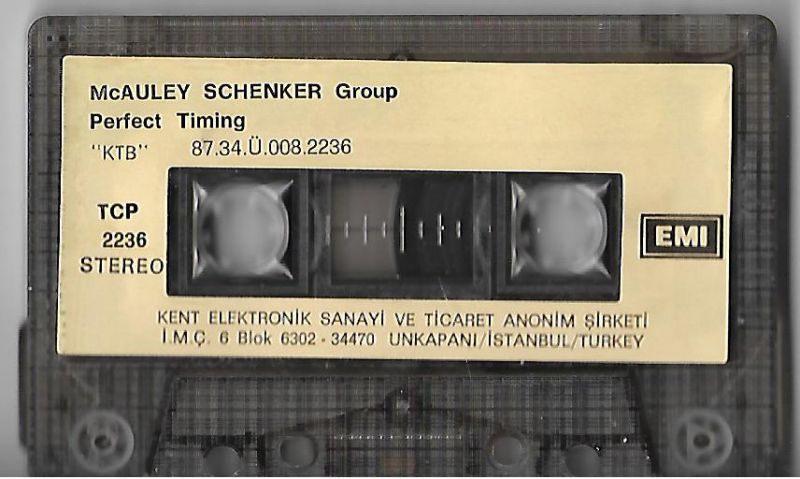 McAULEY SCHENKER Group
Perfect Timing
"KTB" 87.34.Ü.008.2236
TCP
2236
STEREO
EMI
KENT ELEKTRONİK SANAYİ VE TİCARET ANONİM ŞİRKETİ
İ.M.Ç. 6 Blok 6302 - 34470 UNKAPANI/İSTANBUL/TURKEY